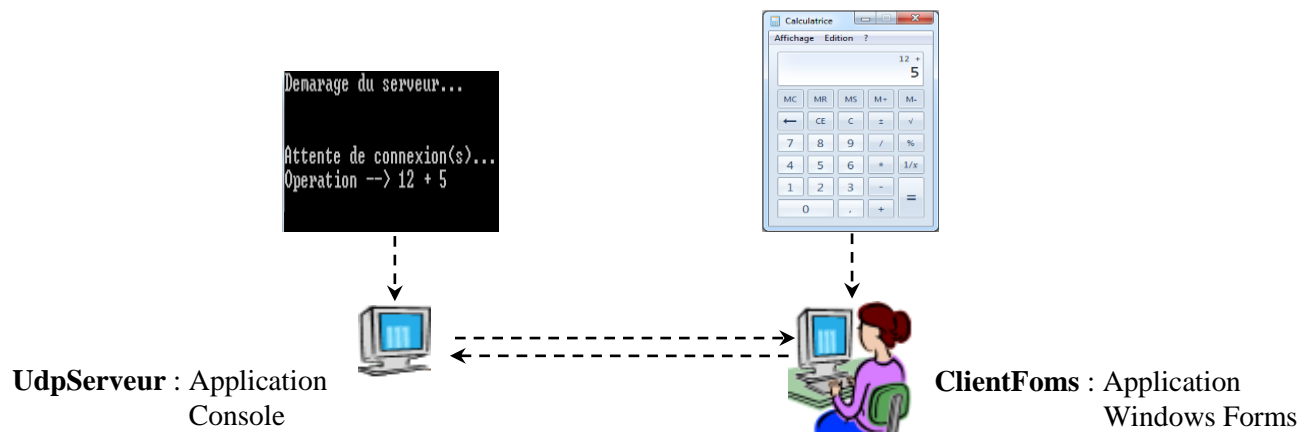 Calculatrice
Affichage Edition ?
12 +
5
MC MR MS M+ M-
← CE C ± √
7 8 9 / %
4 5 6 * 1/x
1 2 3 - =
0 , +
Demarage du serveur...
Attente de connexion(s)...
Operation --> 12 + 5
UdpServeur : Application
Console
ClientFoms : Application
Windows Forms